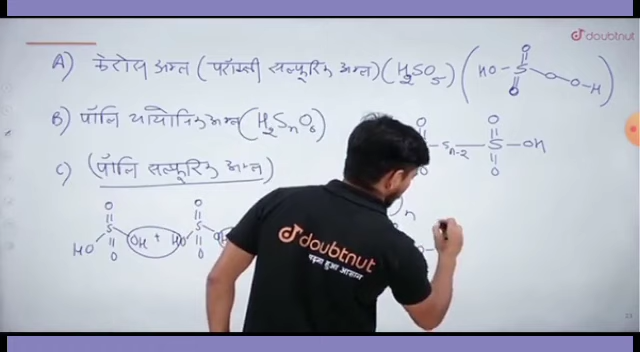 doubtnut
A) केरोस अम्ल (परॉक्सी सल्फ्यूरिक अम्ल) (H2SO5) ( HO S O O O O H )
B) पॉलि थायोनिक अम्ल (H2SnO6) O O Sn-2 S OH O O
C) (पॉलि सल्फ्यूरिक अम्ल)
HO S O O OH + HO S O O n
doubtnut
पढ़ना हुआ आसान